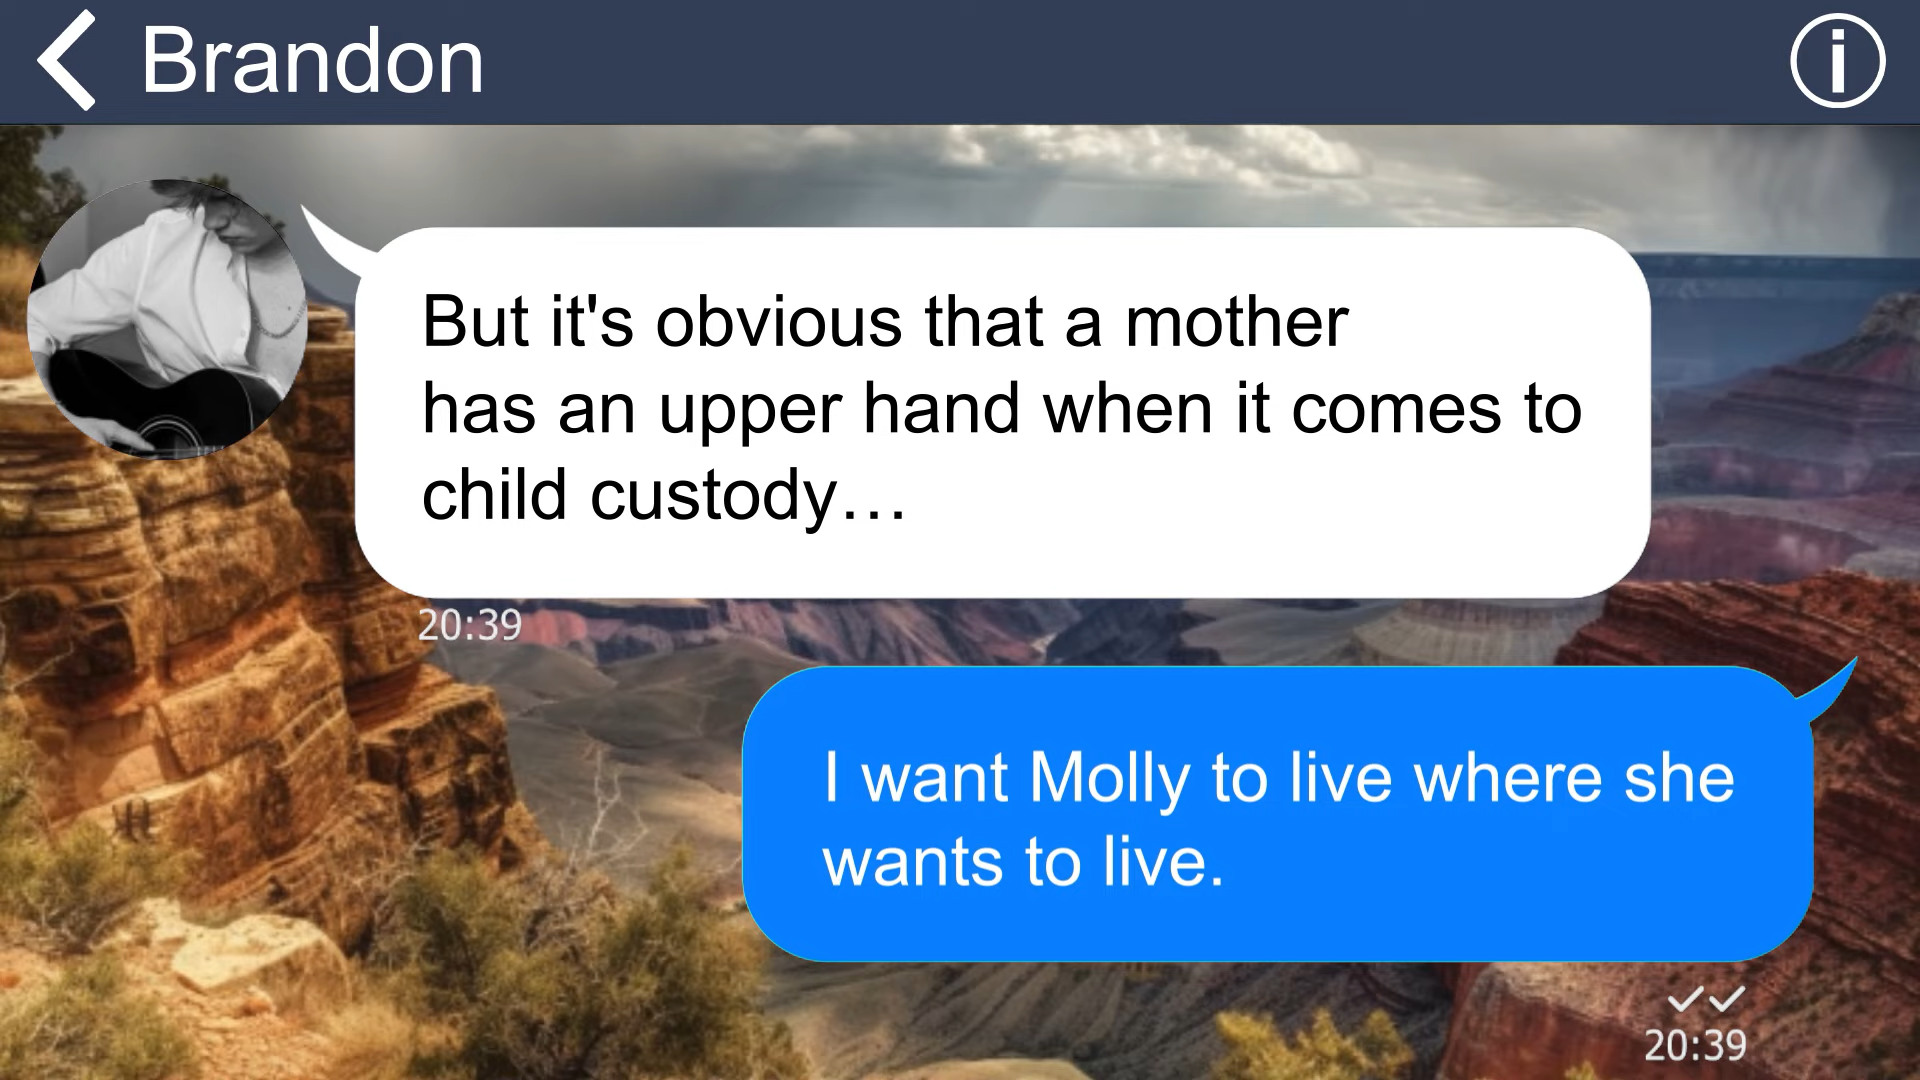 Brandon
But it's obvious that a mother
has an upper hand when it comes to
child custody…
20:39
I want Molly to live where she
wants to live.
20:39